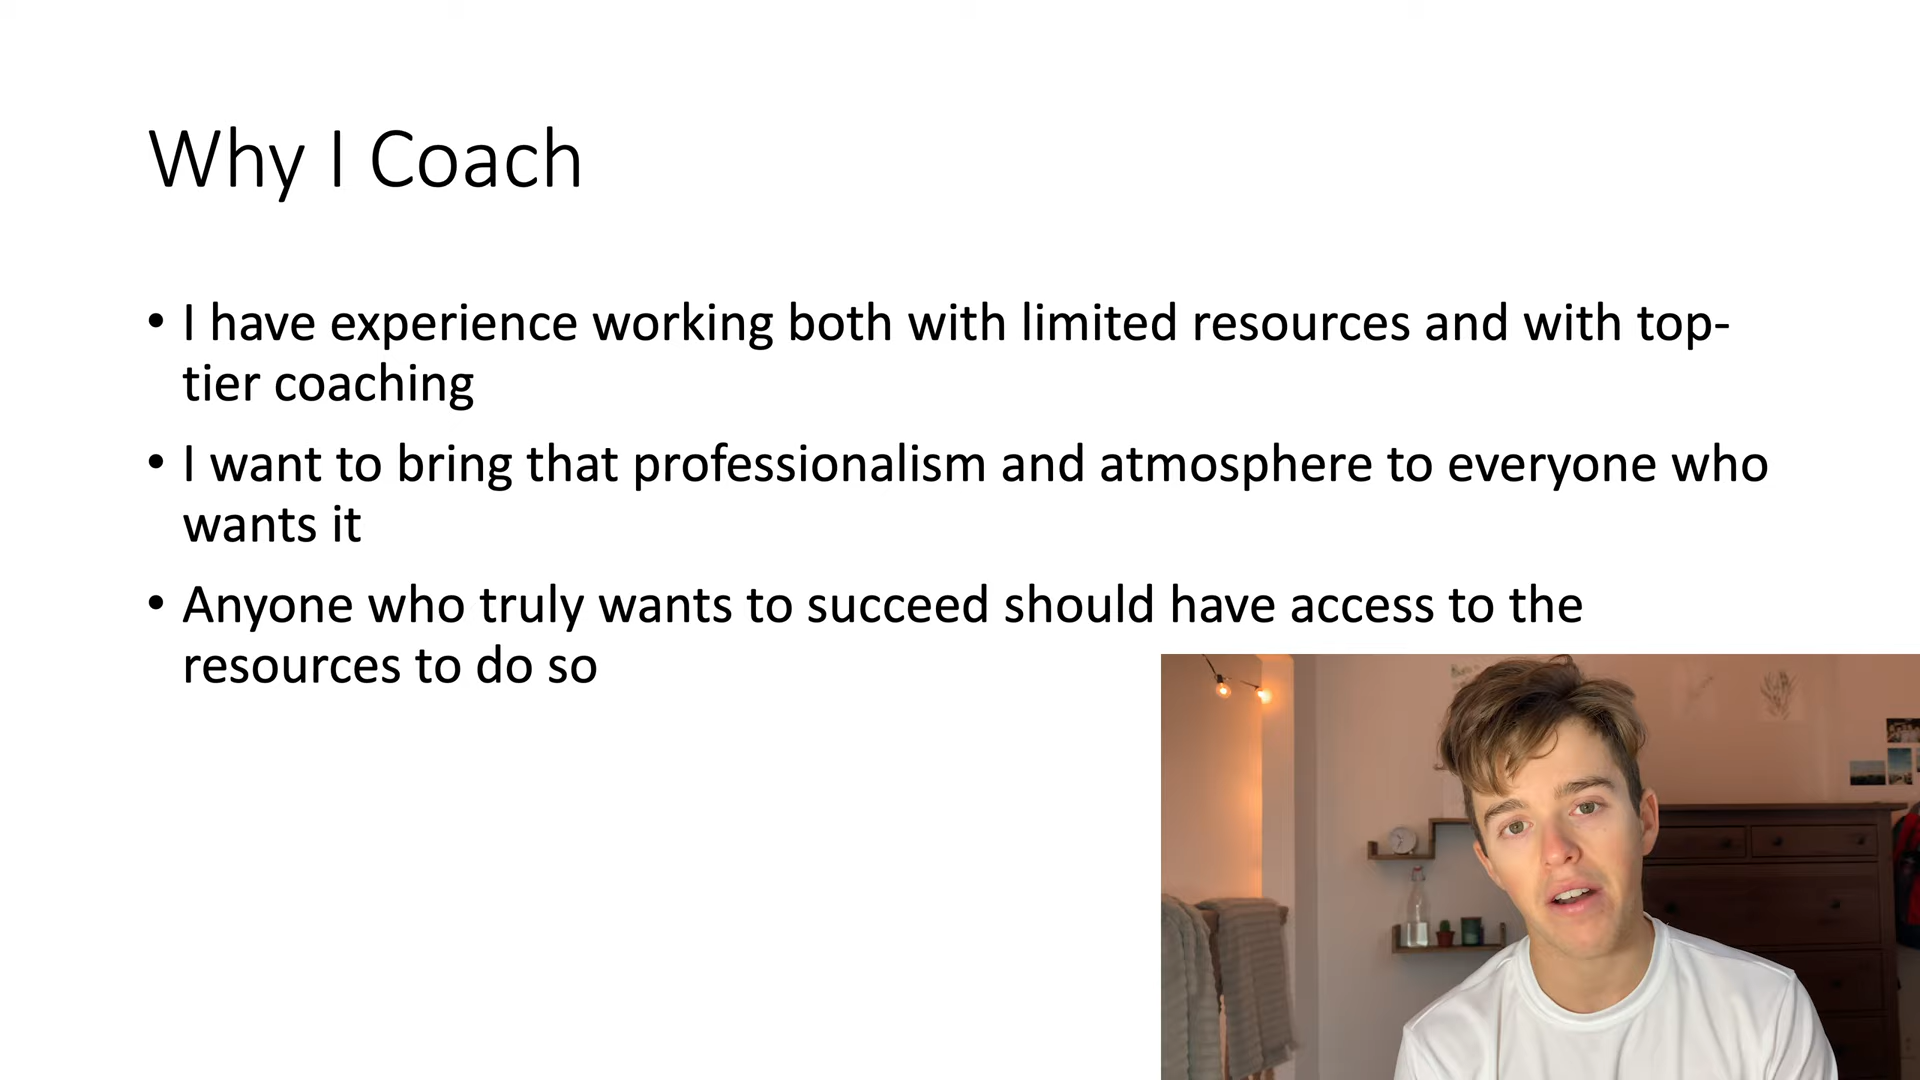 Why I Coach
• I have experience working both with limited resources and with top-
tier coaching
• I want to bring that professionalism and atmosphere to everyone who
wants it
• Anyone who truly wants to succeed should have access to the
resources to do so